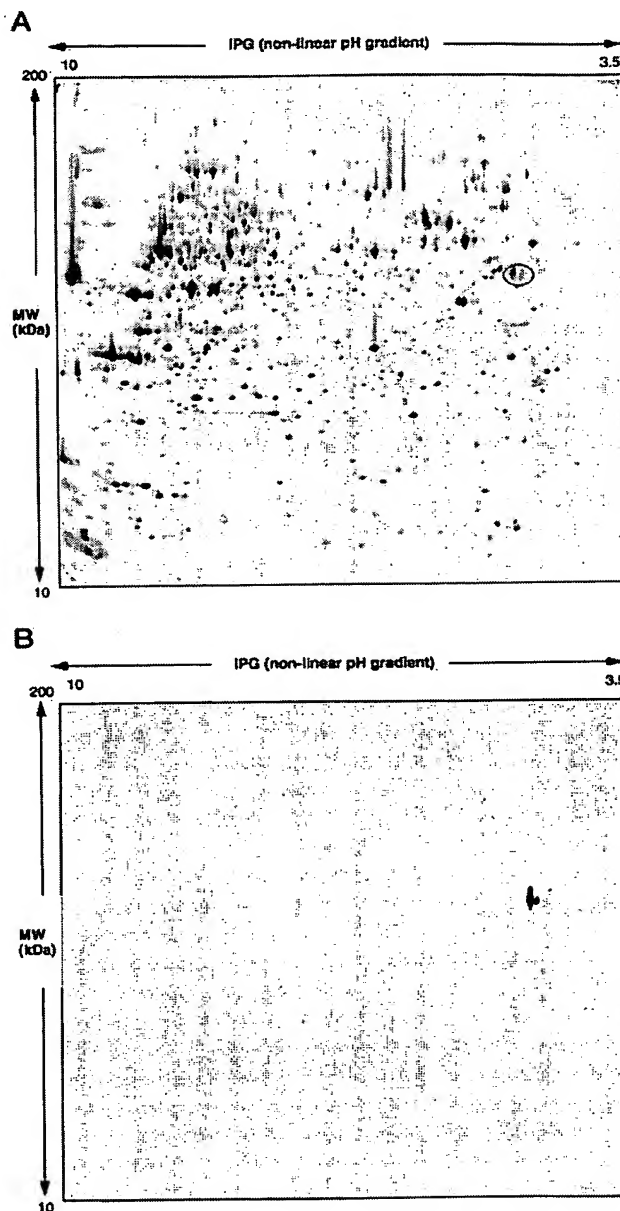 A
IPG (non-linear pH gradient)
10 3.5
200
MW
(kDa)
10
B
IPG (non-linear pH gradient)
10 3.5
200
MW
(kDa)
10